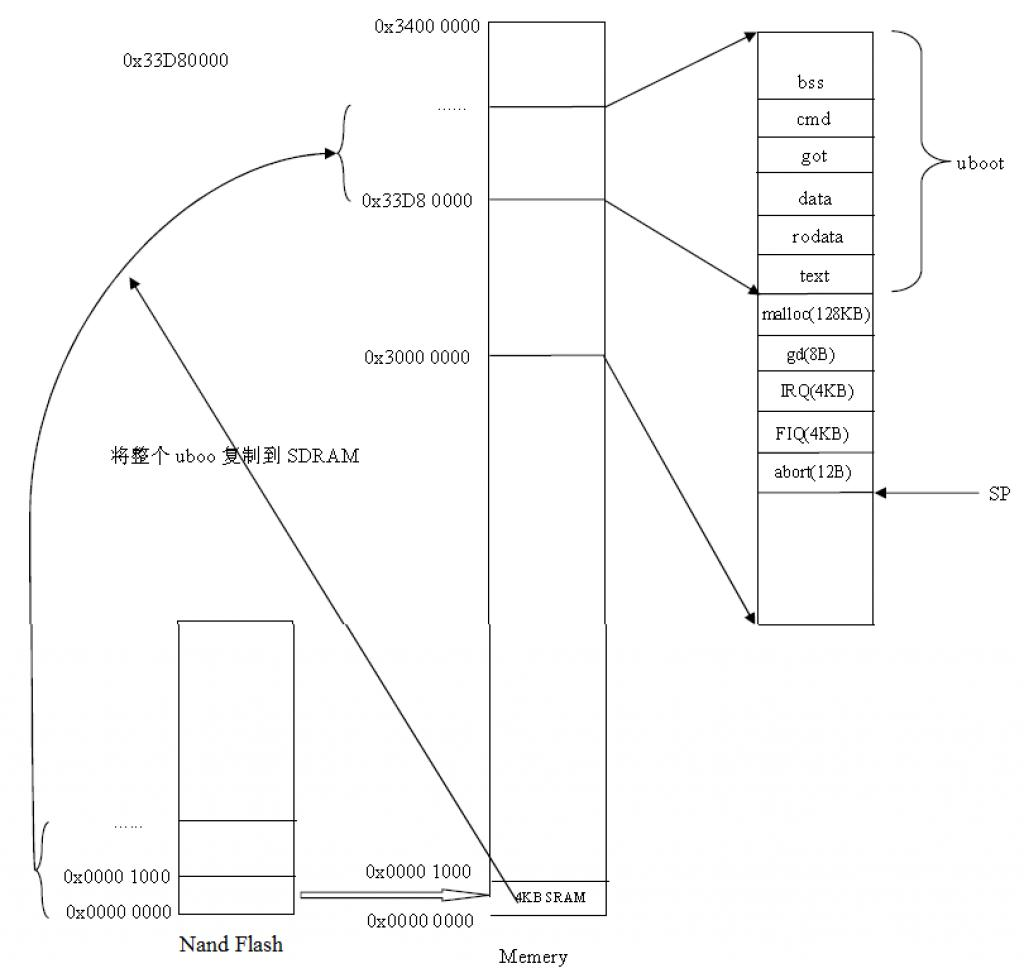 0x3400 0000
0x33D80000
......
0x33D8 0000
0x3000 0000
bss
cmd
got
data
rodata
text
uboot
malloc(128KB)
gd(8B)
IRQ(4KB)
FIQ(4KB)
abort(12B)
SP
将整个 uboo 复制到 SDRAM
......
0x0000 1000
0x0000 0000
Nand Flash
0x0000 1000
4KBSRAM
0x0000 0000
Memery